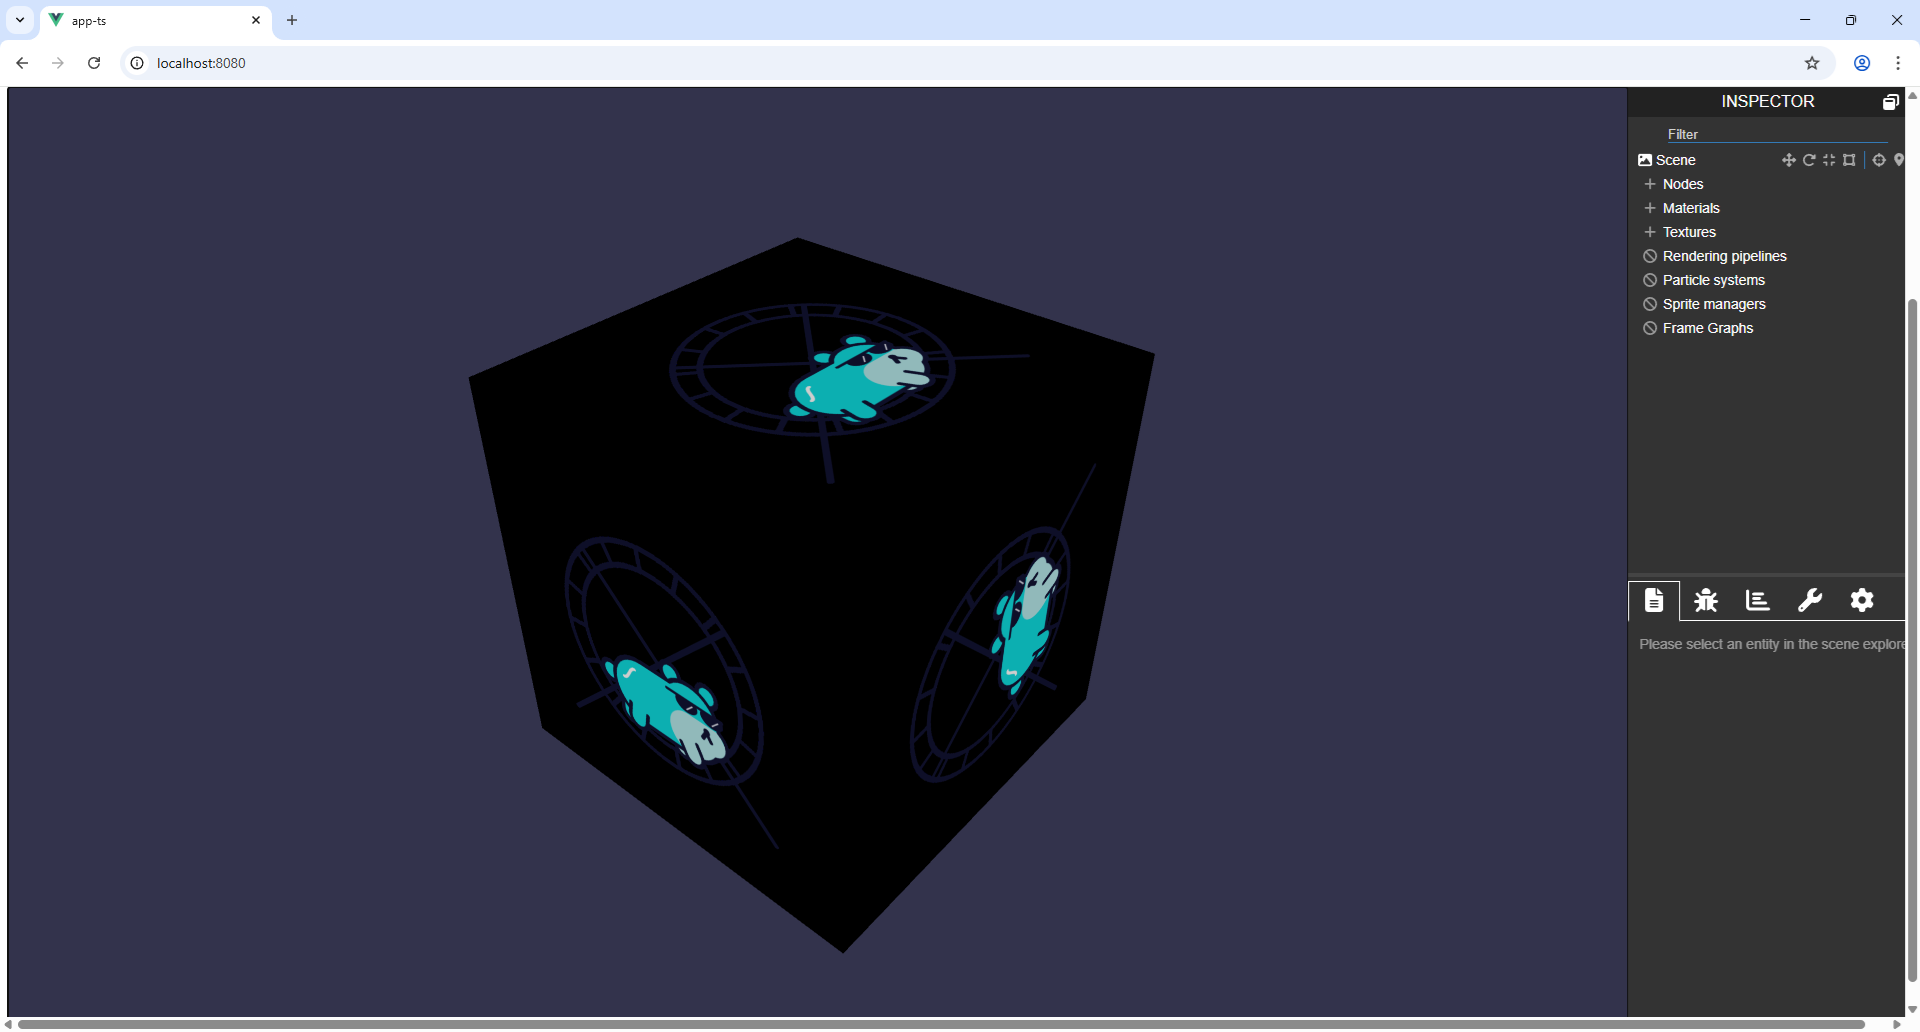 app-ts
localhost:8080
INSPECTOR
Filter
Scene
Nodes
Materials
Textures
Rendering pipelines
Particle systems
Sprite managers
Frame Graphs
Please select an entity in the scene explore